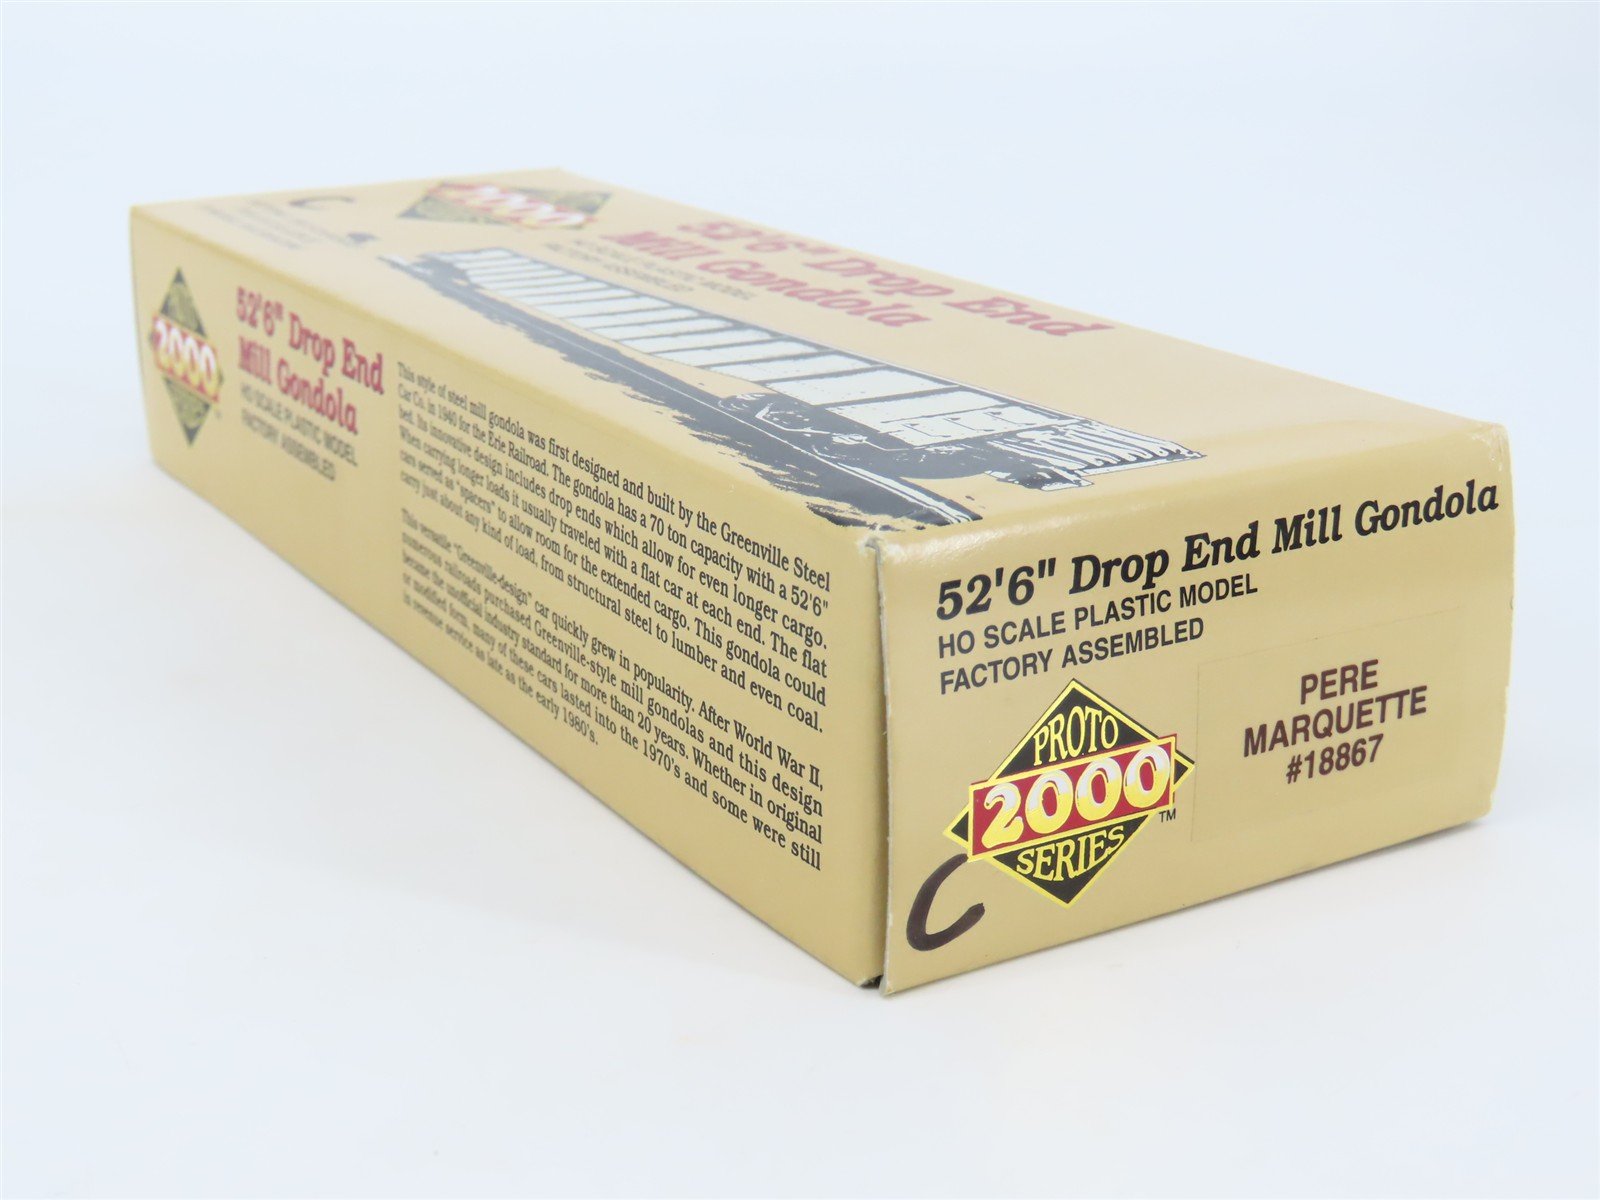 C
2000
52'6" Drop End
Mill Gondola
HO SCALE PLASTIC MODEL
FACTORY ASSEMBLED
2000
52'6" Drop End
Mill Gondola
HO SCALE PLASTIC MODEL
FACTORY ASSEMBLED
This style of steel mill gondola was first designed and built by the Greenville Steel
Car Co. in 1940 for the Erie Railroad. The gondola has a 70 ton capacity with a 52'6"
bed. Its innovative design includes drop ends which allow for even longer cargo.
When carrying longer loads it usually traveled with a flat car at each end. The flat
cars served as "spacers" to allow room for the extended cargo. This gondola could
carry just about any kind of load, from structural steel to lumber and even coal.
This versatile "Greenville-design" car quickly grew in popularity. After World War II,
numerous railroads purchased Greenville-style mill gondolas and this design
became the unofficial industry standard for more than 20 years. Whether in original
or modified form, many of these cars lasted into the 1970's and some were still
in revenue service as late as the early 1980's.
52'6" Drop End Mill Gondola
HO SCALE PLASTIC MODEL
FACTORY ASSEMBLED
PROTO
2000
SERIES
TM
C
PERE
MARQUETTE
#18867